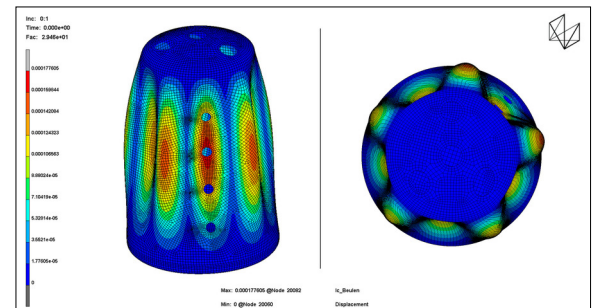 Inc: 0:1
Time: 0.000e+00
Fac: 2.946e+01
0.000177605
0.000159844
0.000142084
0.000124323
0.000106563
8.88024e-05
7.10419e-05
5.32814e-05
3.5521e-05
1.77605e-05
0
Max: 0.000177605 @Node 20092
Min: 0 @Node 20060
lc_Beulen
Displacement